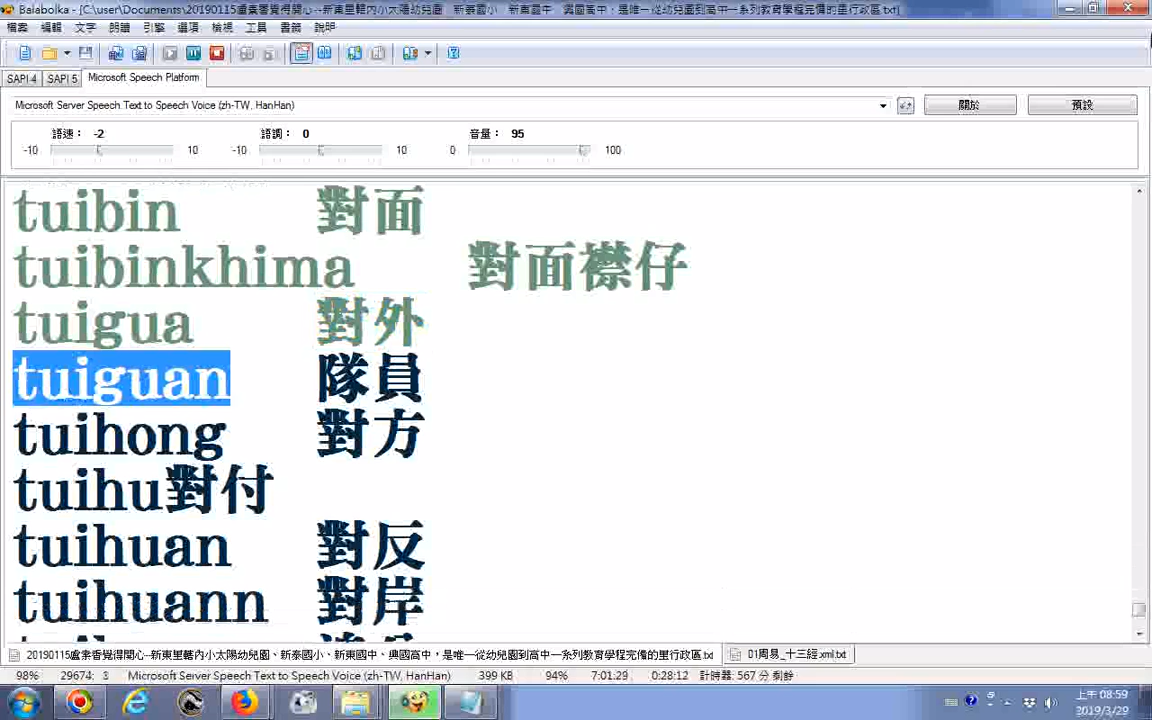 Balabolka - [C:\user\Documents\20190115盧素香覺得開心--新東里轄內小太陽幼兒園、新泰國小、新東國中、興國高中，是唯一從幼兒園到高中一系列教育學程完備的里行政區.txt]
檔案 編輯 文字 朗讀 引擎 選項 檢視 工具 書籤 說明
SAPI 4 SAPI 5 Microsoft Speech Platform
Microsoft Server Speech Text to Speech Voice (zh-TW, HanHan) 關於 預設
語速： -2 語調： 0 音量： 95
-10 10 -10 10 0 100
tuibin 對面
tuibinkhima 對面襟仔
tuigua 對外
tuiguan 隊員
tuihong 對方
tuihu對付
tuihuan 對反
tuihuann 對岸
20190115盧素香覺得開心--新東里轄內小太陽幼兒園、新泰國小、新東國中、興國高中，是唯一從幼兒園到高中一系列教育學程完備的里行政區.txt 01周易_十三經.xml.txt
98% 29674: 3 Microsoft Server Speech Text to Speech Voice (zh-TW, HanHan) 399 KB 94% 7:01.29 0:28:12 計時器: 567 分 剩餘
上午 08:59
2019/3/29